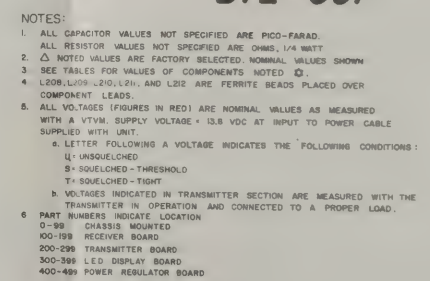 NOTES:
1. ALL CAPACITOR VALUES NOT SPECIFIED ARE PICO-FARAD.
ALL RESISTOR VALUES NOT SPECIFIED ARE OHMS, 1/4 WATT
2. △ NOTED VALUES ARE FACTORY SELECTED. NOMINAL VALUES SHOWN
3 SEE TABLES FOR VALUES OF COMPONENTS NOTED ✡.
4 L208, L209, L210, L211, AND L212 ARE FERRITE BEADS PLACED OVER
COMPONENT LEADS.
5. ALL VOLTAGES (FIGURES IN RED) ARE NOMINAL VALUES AS MEASURED
WITH A VTVM. SUPPLY VOLTAGE = 13.8 VDC AT INPUT TO POWER CABLE
SUPPLIED WITH UNIT.
a. LETTER FOLLOWING A VOLTAGE INDICATES THE FOLLOWING CONDITIONS:
U = UNSQUELCHED
S = SQUELCHED - THRESHOLD
T = SQUELCHED - TIGHT
b. VOLTAGES INDICATED IN TRANSMITTER SECTION ARE MEASURED WITH THE
TRANSMITTER IN OPERATION AND CONNECTED TO A PROPER LOAD.
6 PART NUMBERS INDICATE LOCATION
0-99 CHASSIS MOUNTED
100-199 RECEIVER BOARD
200-299 TRANSMITTER BOARD
300-399 LED DISPLAY BOARD
400-499 POWER REGULATOR BOARD